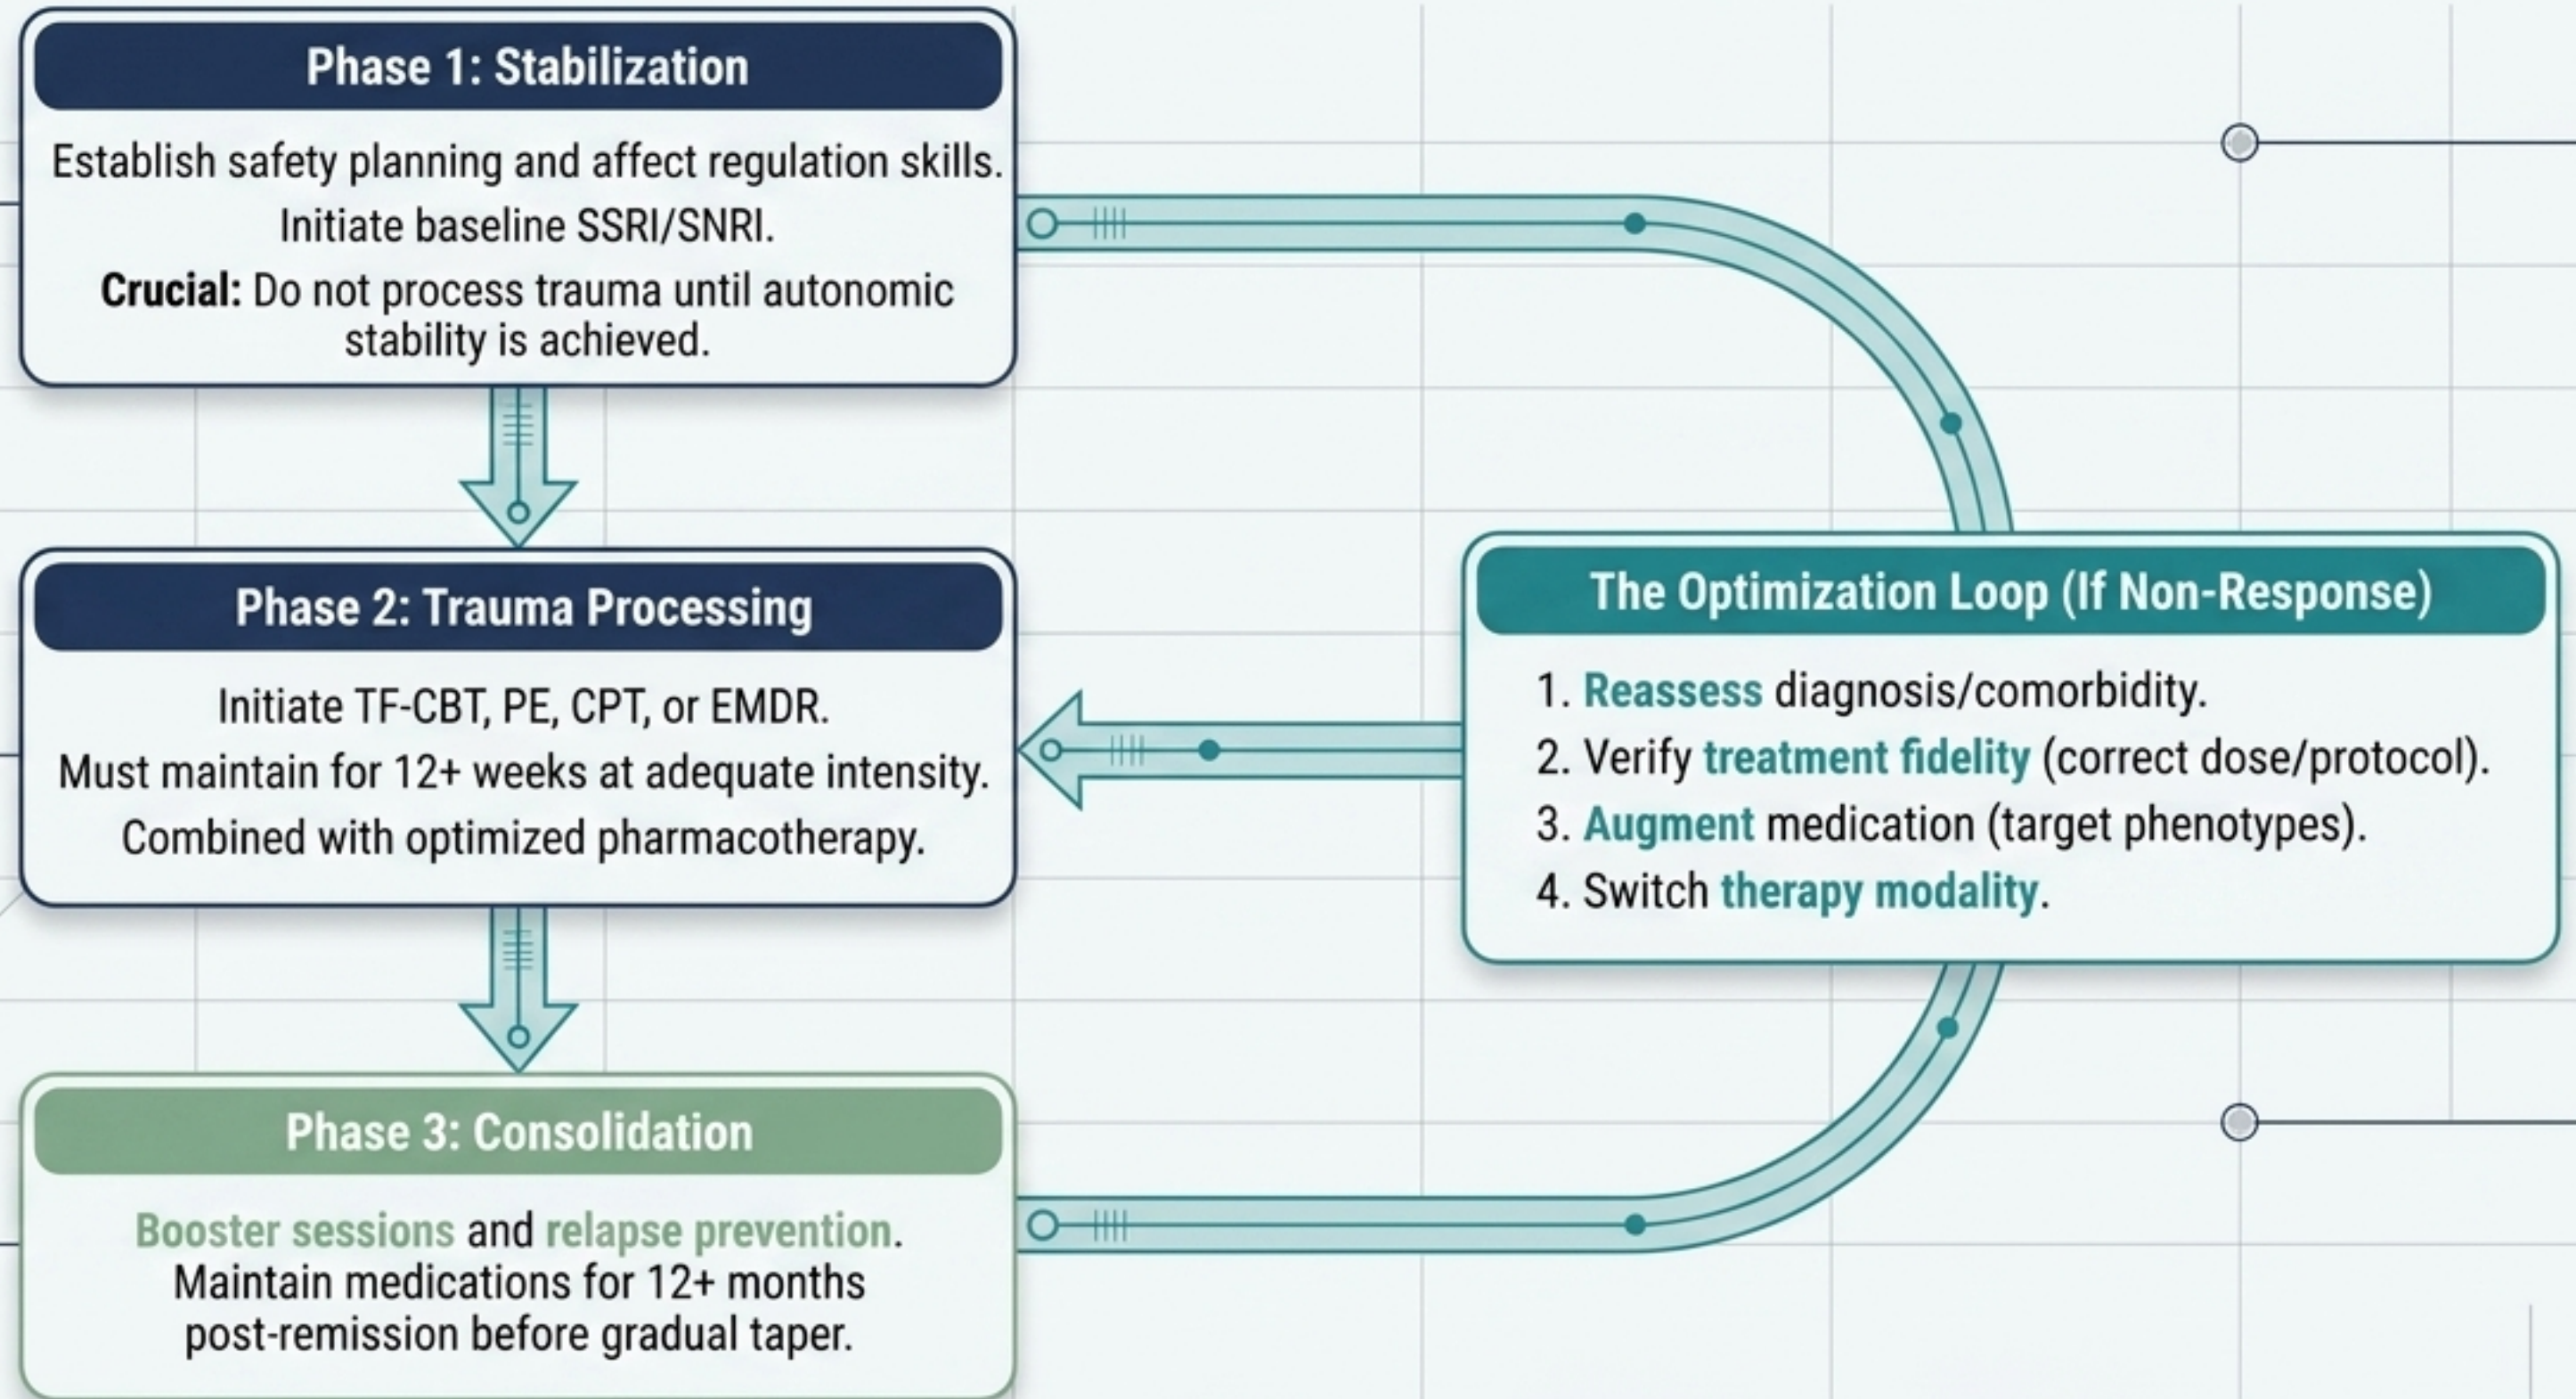 Phase 1: Stabilization
Establish safety planning and affect regulation skills.
Initiate baseline SSRI/SNRI.
Crucial: Do not process trauma until autonomic
stability is achieved.
Phase 2: Trauma Processing
Initiate TF-CBT, PE, CPT, or EMDR.
Must maintain for 12+ weeks at adequate intensity.
Combined with optimized pharmacotherapy.
The Optimization Loop (If Non-Response)
1. Reassess diagnosis/comorbidity.
2. Verify treatment fidelity (correct dose/protocol).
3. Augment medication (target phenotypes).
4. Switch therapy modality.
Phase 3: Consolidation
Booster sessions and relapse prevention.
Maintain medications for 12+ months
post-remission before gradual taper.